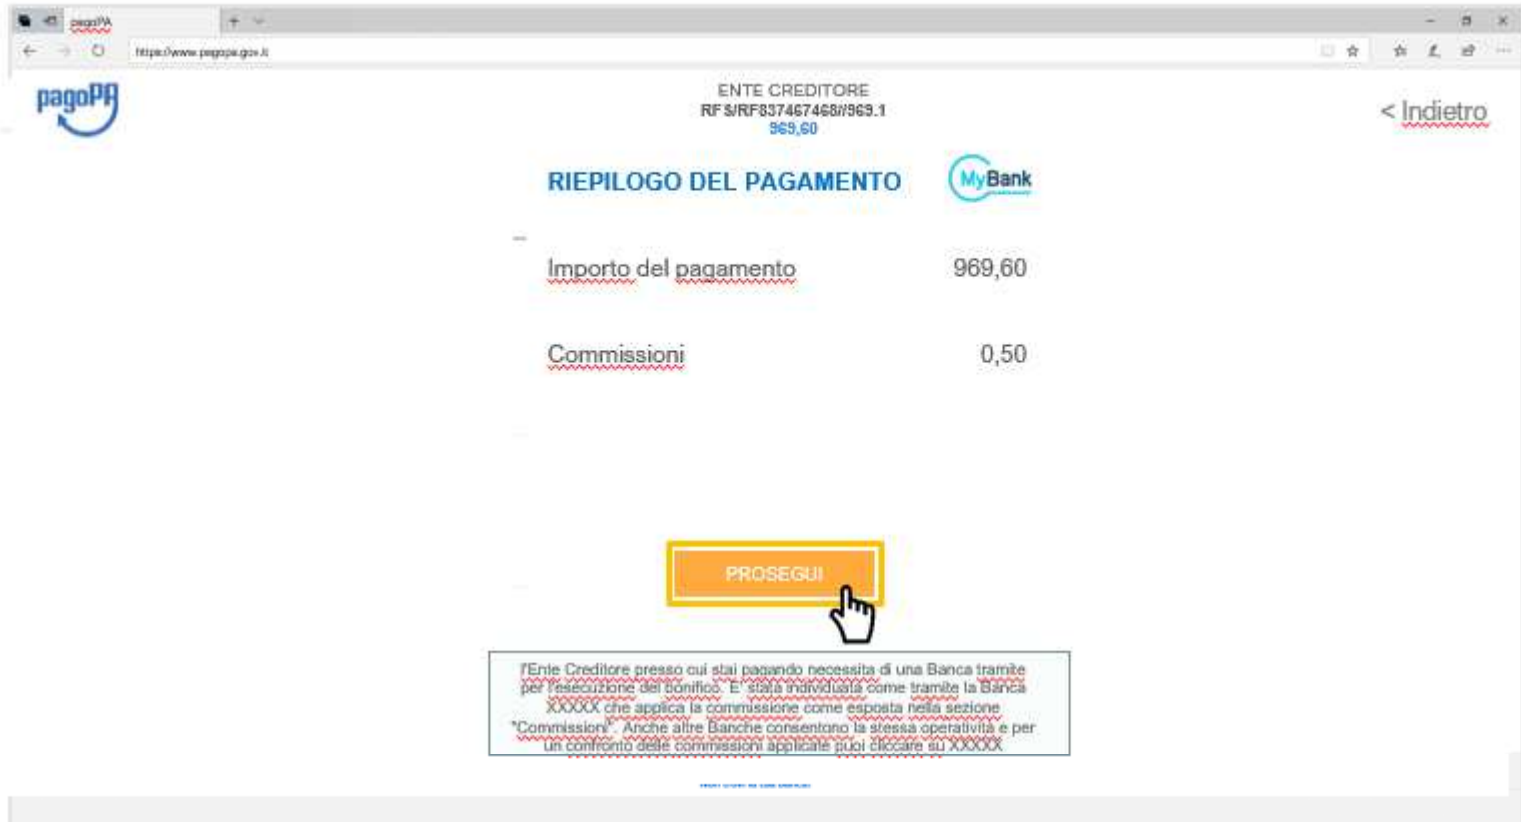 pagoPA
https://www.pagopa.gov.it
pagoPA
ENTE CREDITORE
RFS/RF837467468//969.1
969,60
< Indietro
RIEPILOGO DEL PAGAMENTO
MyBank
Importo del pagamento 969,60
Commissioni 0,50
PROSEGUI
l'Ente Creditore presso cui stai pagando necessita di una Banca tramite
per l'esecuzione del bonifico. E' stata individuata come tramite la Banca
XXXXX che applica la commissione come esposta nella sezione
"Commissioni". Anche altre Banche consentono la stessa operatività e per
un confronto delle commissioni applicate puoi cliccare su XXXXX